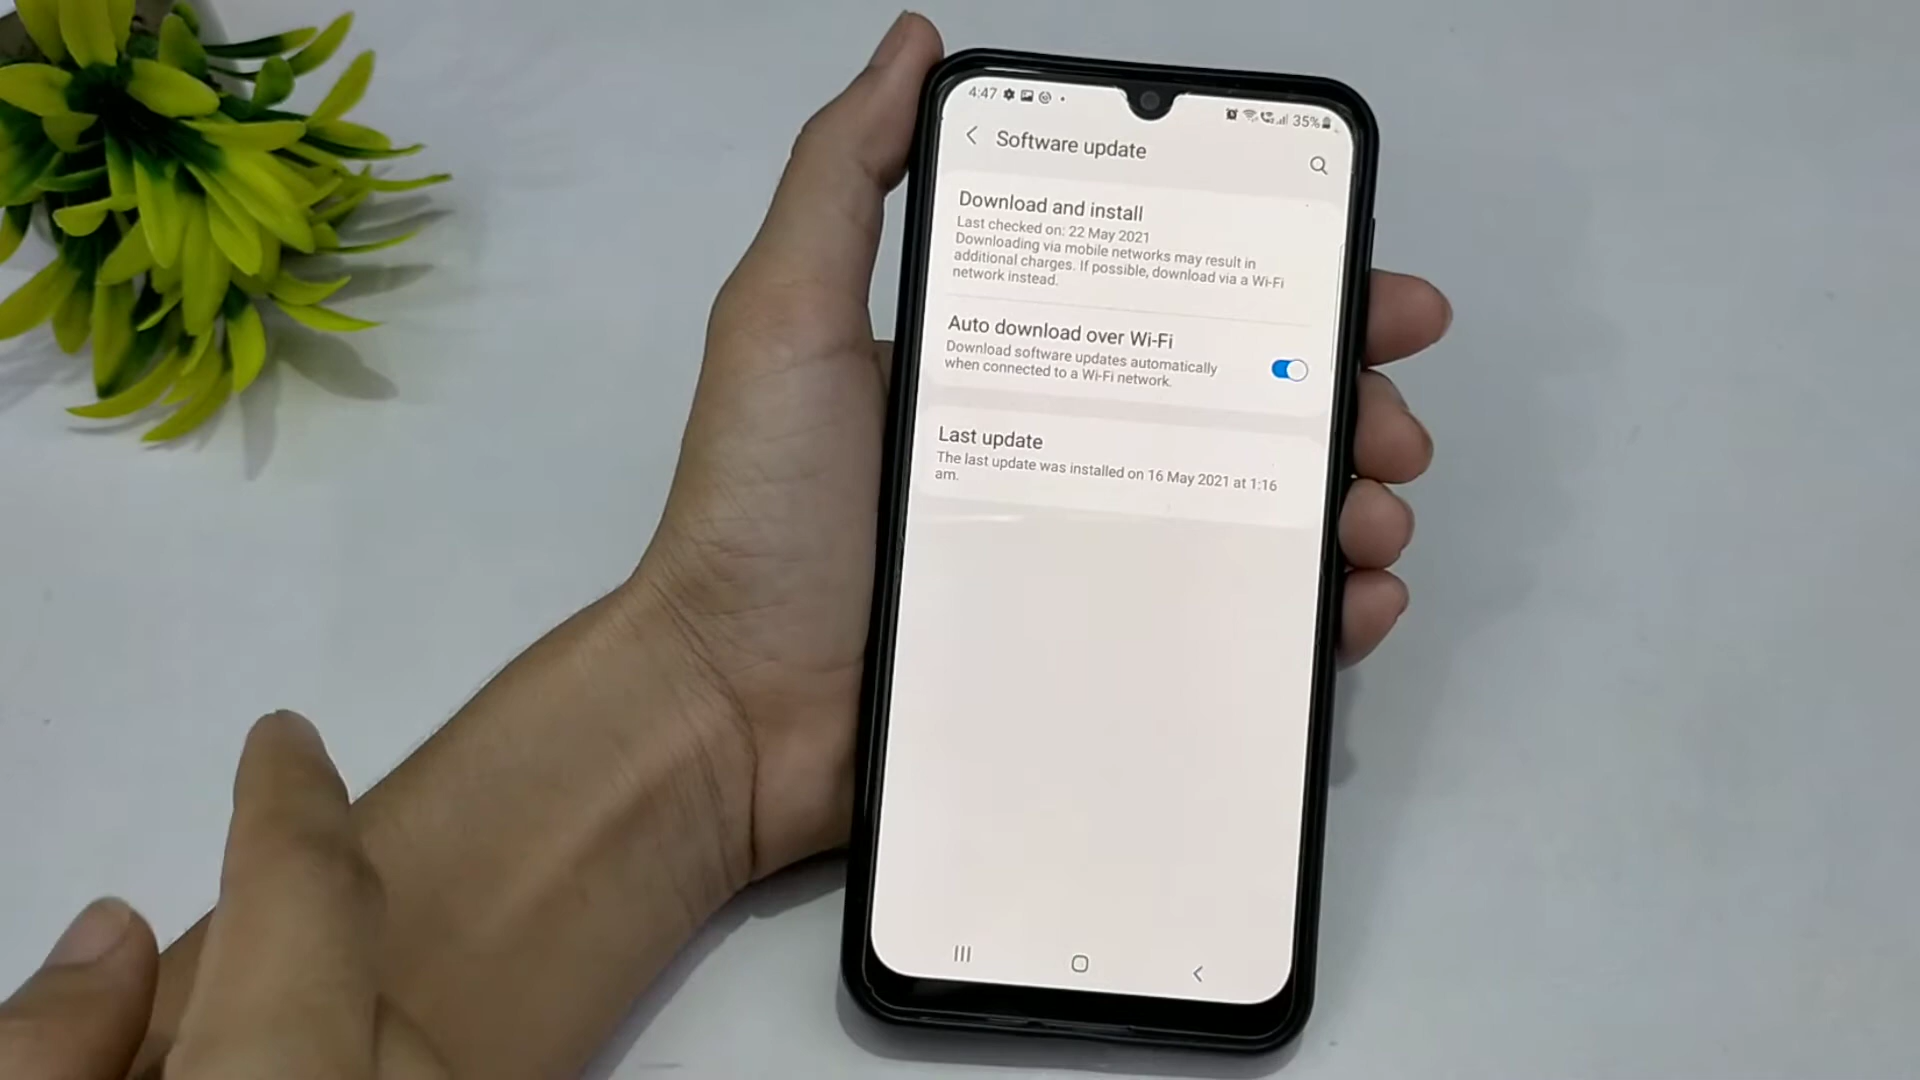 4:47
35%
Software update
Download and install
Last checked on: 22 May 2021
Downloading via mobile networks may result in
additional charges. If possible, download via a Wi-Fi
network instead.
Auto download over Wi-Fi
Download software updates automatically
when connected to a Wi-Fi network.
Last update
The last update was installed on 16 May 2021 at 1:16
am.